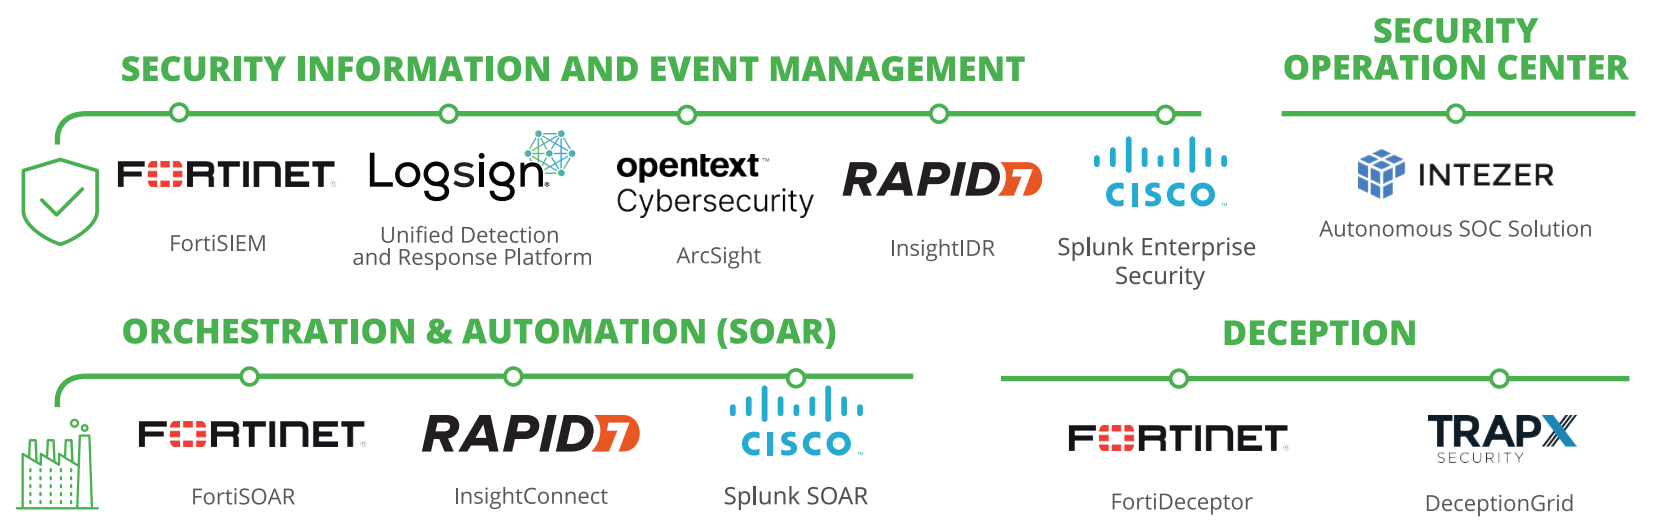 SECURITY INFORMATION AND EVENT MANAGEMENT
FORTINET
FortiSIEM
Logsign
Unified Detection
and Response Platform
opentext™
Cybersecurity
ArcSight
RAPID7
InsightIDR
CISCO
Splunk Enterprise
Security
SECURITY
OPERATION CENTER
INTEZER
Autonomous SOC Solution
ORCHESTRATION & AUTOMATION (SOAR)
FORTINET®
FortiSOAR
RAPID7
InsightConnect
CISCO
Splunk SOAR
DECEPTION
FORTINET®
FortiDeceptor
TRAPX
SECURITY
DeceptionGrid